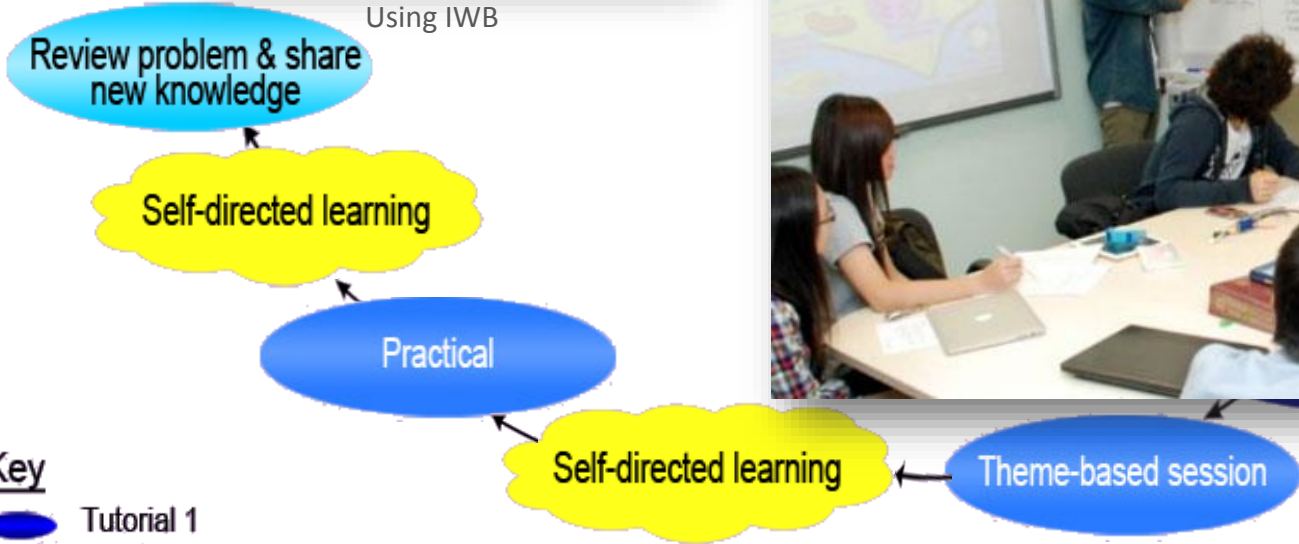 Using IWB
Review problem & share
new knowledge
Self-directed learning
Practical
Self-directed learning
Theme-based session
Key
Tutorial 1